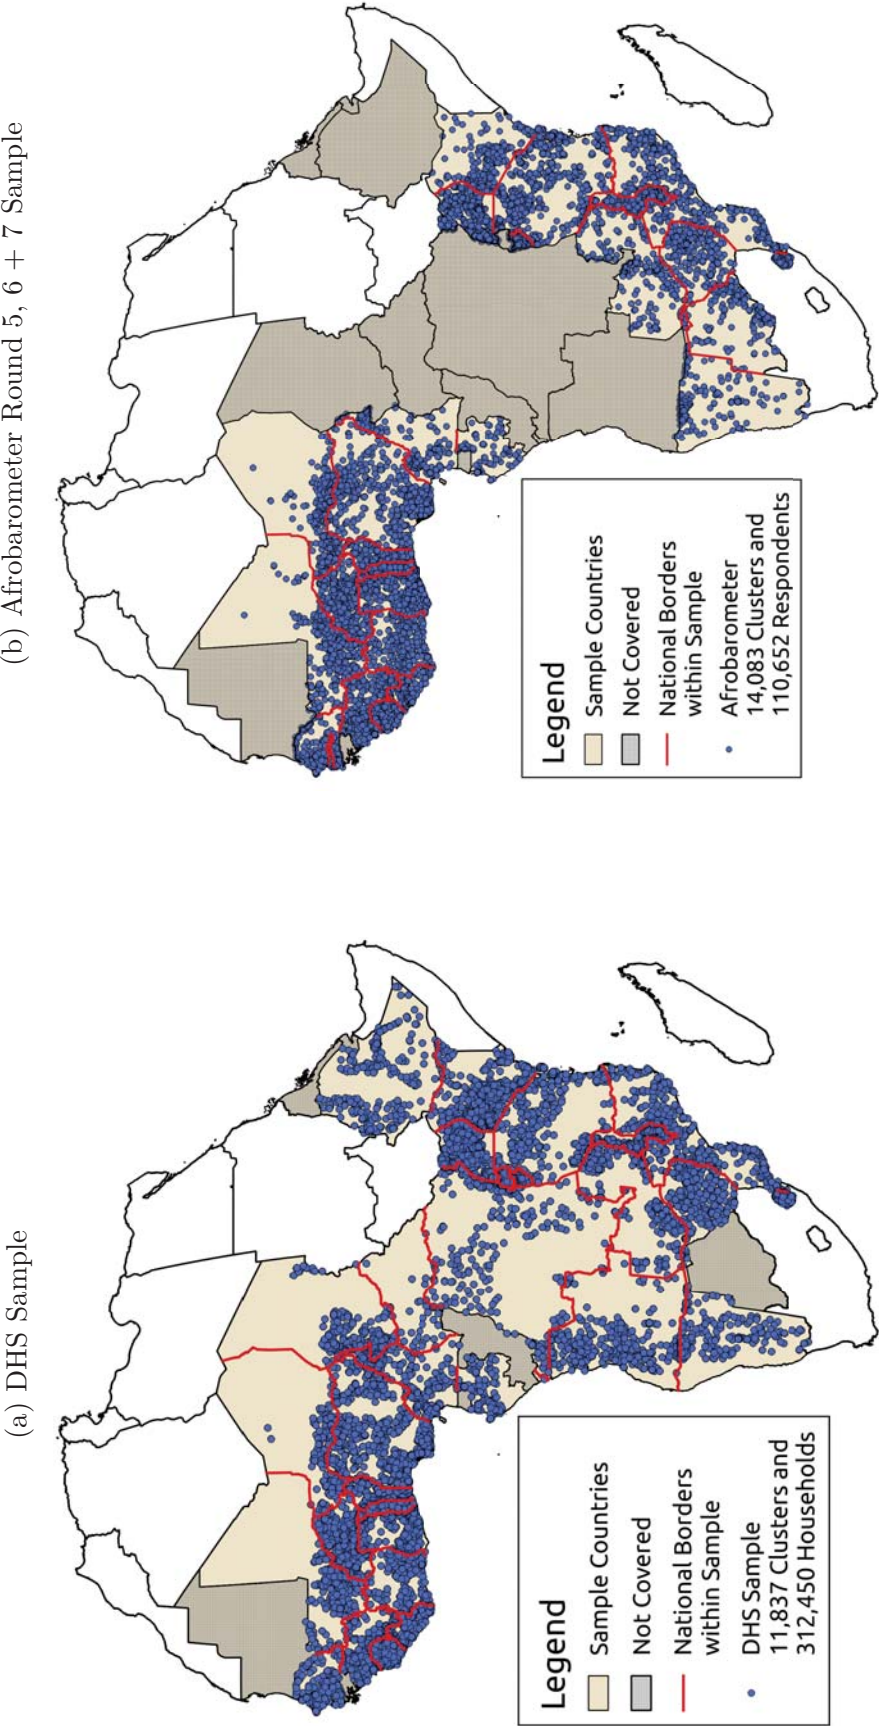 (a) DHS Sample
Legend
Sample Countries
Not Covered
National Borders
within Sample
DHS Sample
11,837 Clusters and
312,450 Households
(b) Afrobarometer Round 5, 6 + 7 Sample
Legend
Sample Countries
Not Covered
National Borders
within Sample
Afrobarometer
14,083 Clusters and
110,652 Respondents